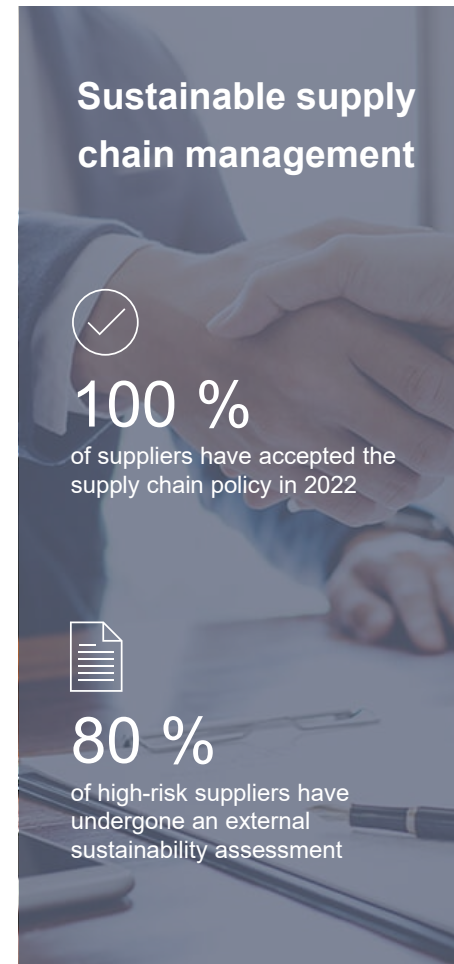 Sustainable supply
chain management
100 %
of suppliers have accepted the
supply chain policy in 2022
80 %
of high-risk suppliers have
undergone an external
sustainability assessment